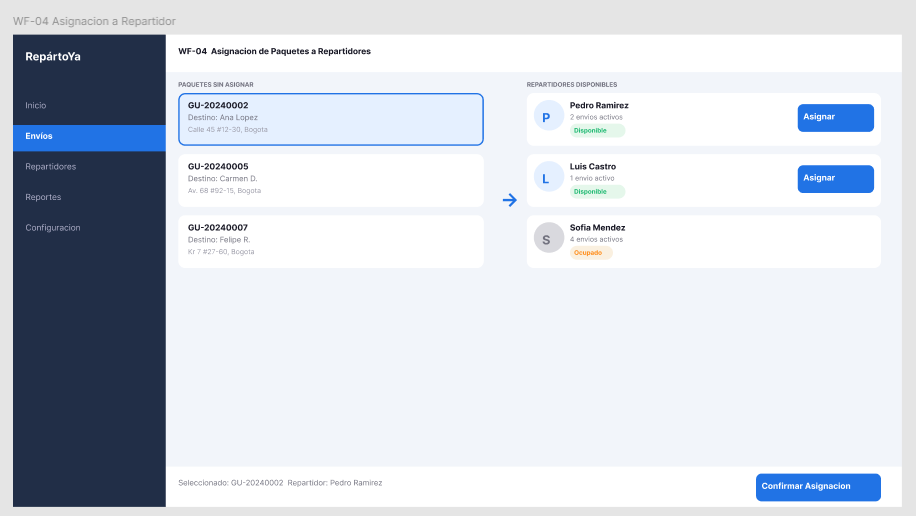 WF-04 Asignacion a Repartidor
RepártoYa
Inicio
Envíos
Repartidores
Reportes
Configuracion
WF-04 Asignacion de Paquetes a Repartidores
PAQUETES SIN ASIGNAR
GU-20240002
Destino: Ana Lopez
Calle 45 #12-30, Bogota
GU-20240005
Destino: Carmen D.
Av. 68 #92-15, Bogota
GU-20240007
Destino: Felipe R.
Kr 7 #27-60, Bogota
REPARTIDORES DISPONIBLES
P
Pedro Ramirez
2 envios activos
Disponible
Asignar
L
Luis Castro
1 envio activo
Disponible
Asignar
S
Sofia Mendez
4 envios activos
Ocupado
Seleccionado: GU-20240002 Repartidor: Pedro Ramirez
Confirmar Asignacion